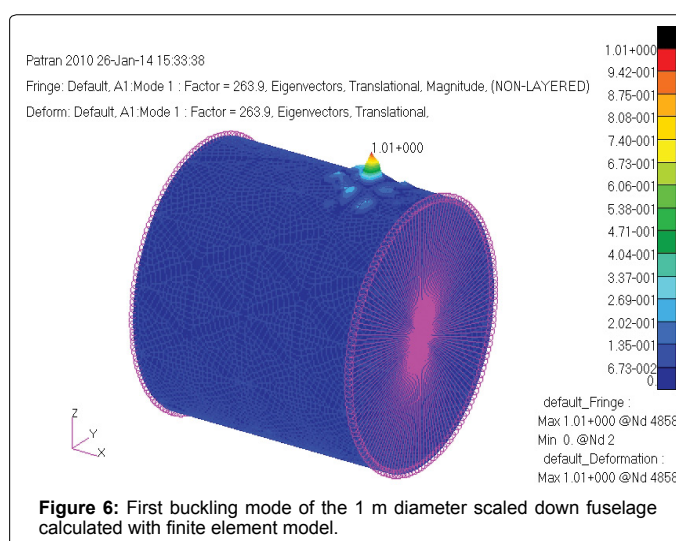 Patran 2010 26-Jan-14 15:33:38
Fringe: Default, A1:Mode 1 : Factor = 263.9, Eigenvectors, Translational, Magnitude, (NON-LAYERED)
Deform: Default, A1:Mode 1 : Factor = 263.9, Eigenvectors, Translational,
1.01+000
1.01+000
9.42-001
8.75-001
8.08-001
7.40-001
6.73-001
6.06-001
5.38-001
4.71-001
4.04-001
3.37-001
2.69-001
2.02-001
1.35-001
6.73-002
0.
default_Fringe :
Max 1.01+000 @Nd 4858
Min 0. @Nd 2
default_Deformation :
Max 1.01+000 @Nd 4858
Z
Y
X
Figure 6: First buckling mode of the 1 m diameter scaled down fuselage
calculated with finite element model.